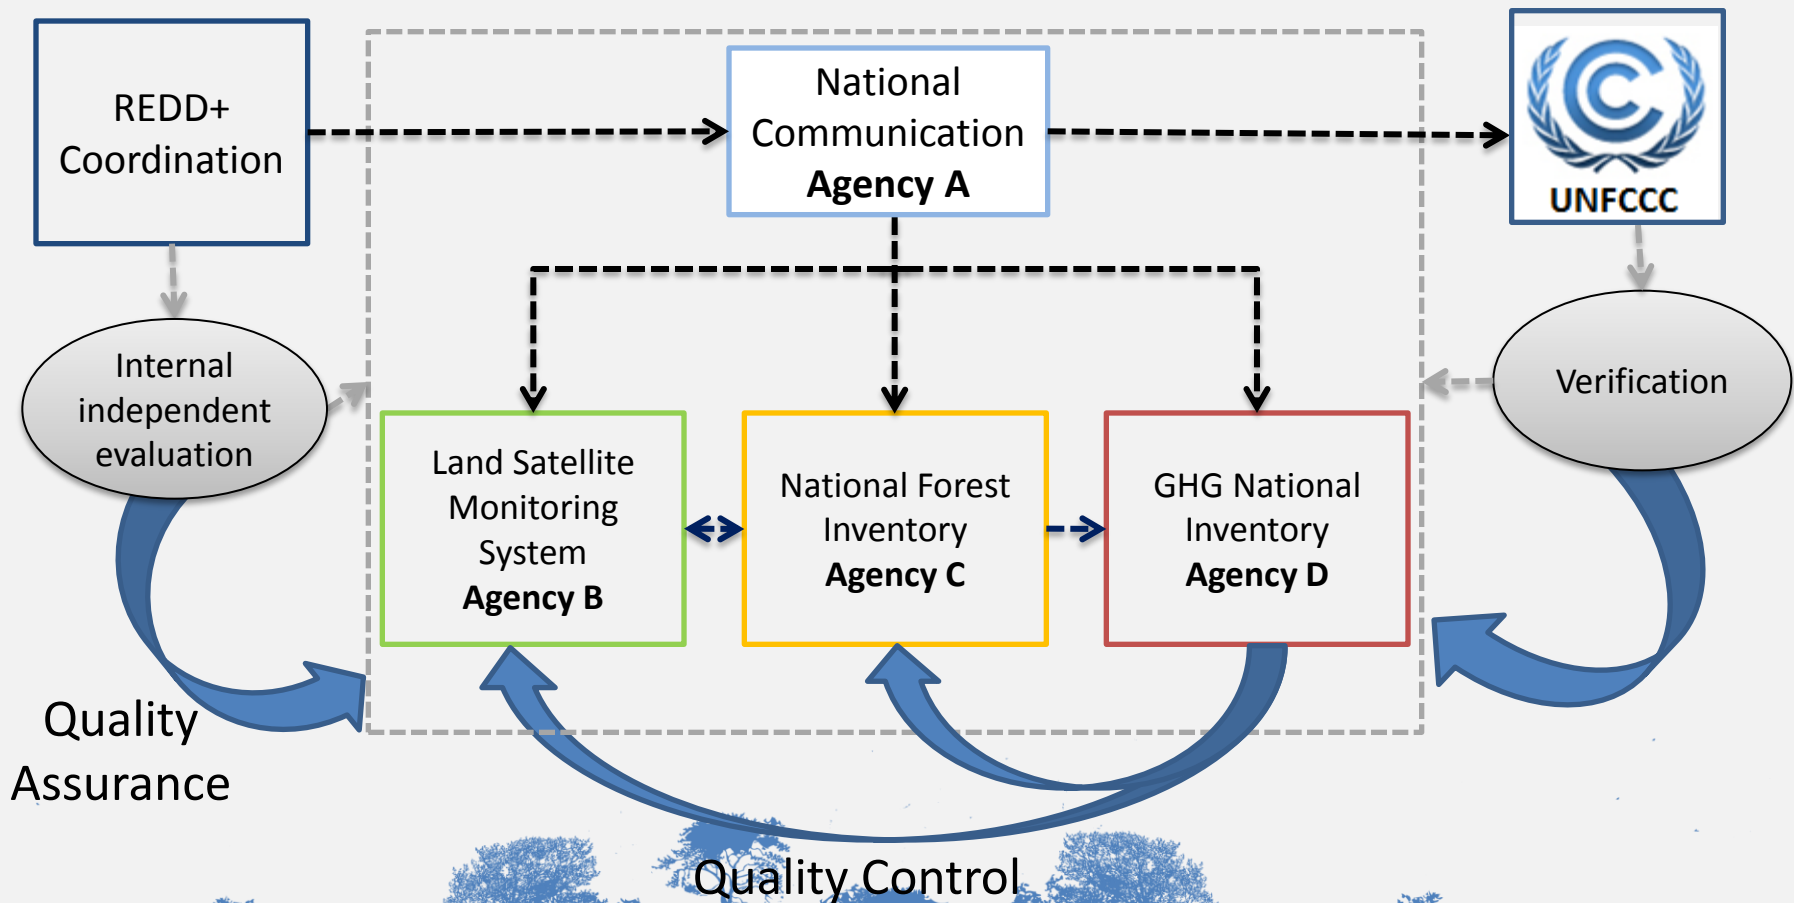 REDD+
Coordination
National
Communication
Agency A
UNFCCC
Internal
independent
evaluation
Verification
Land Satellite
Monitoring
System
Agency B
National Forest
Inventory
Agency C
GHG National
Inventory
Agency D
Quality
Assurance
Quality Control